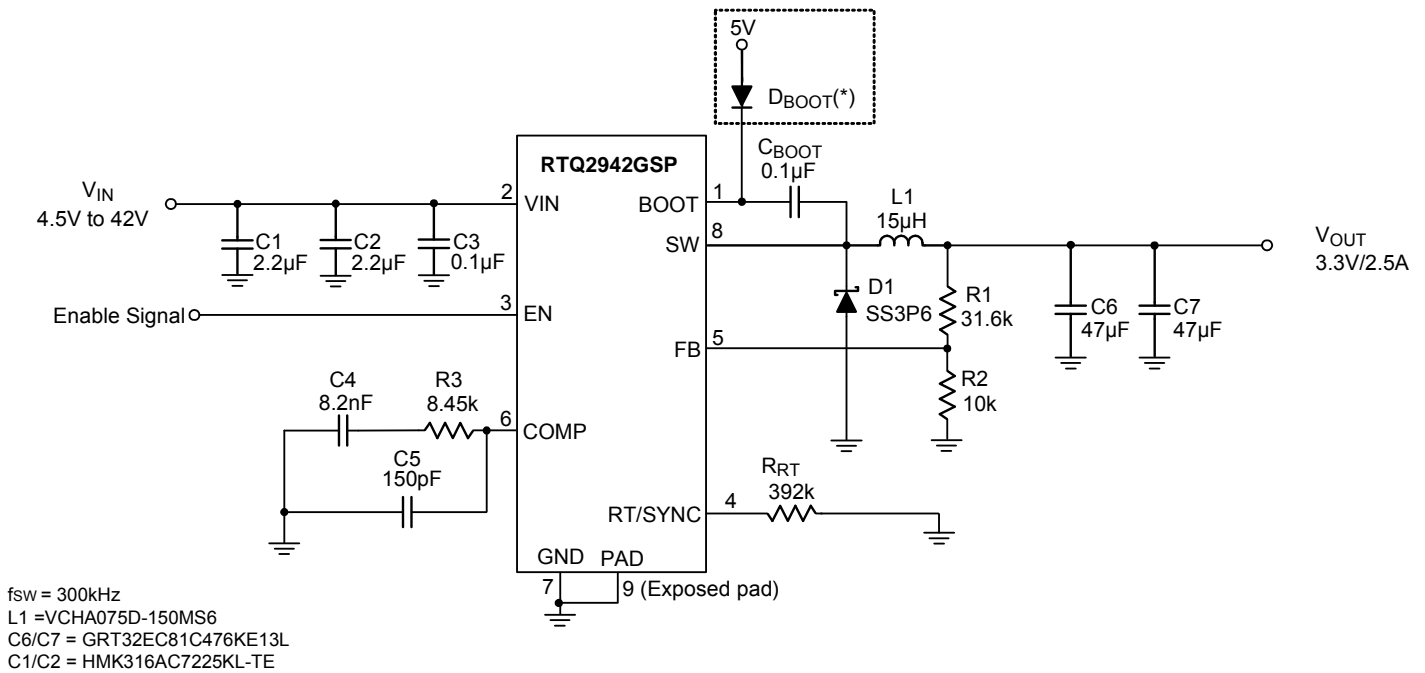 5V
DBOOT(*)
RTQ2942GSP
CBOOT
0.1µF
VIN
4.5V to 42V
2
VIN
BOOT
1
L1
15µH
SW
8
VOUT
3.3V/2.5A
C1
2.2µF
C2
2.2µF
C3
0.1µF
D1
SS3P6
R1
31.6k
C6
47µF
C7
47µF
Enable Signal
3
EN
FB
5
R2
10k
C4
8.2nF
R3
8.45k
6
COMP
C5
150pF
RRT
392k
RT/SYNC
4
GND
PAD
7
9 (Exposed pad)
fSW = 300kHz
L1 =VCHA075D-150MS6
C6/C7 = GRT32EC81C476KE13L
C1/C2 = HMK316AC7225KL-TE